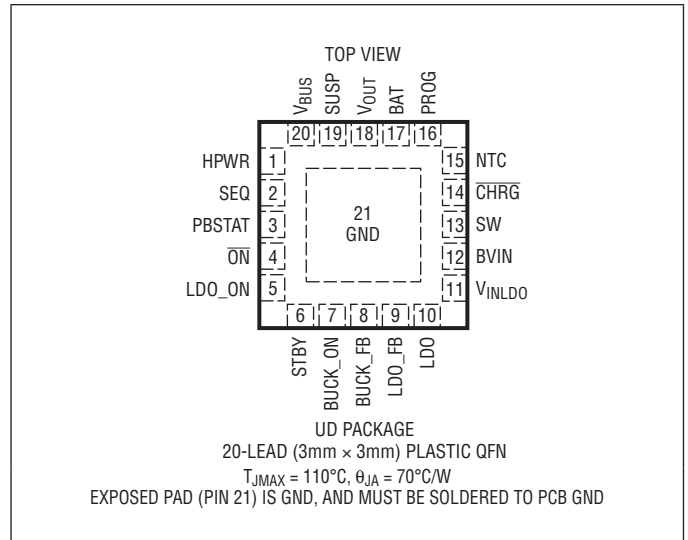 TOP VIEW
VBUS SUSP VOUT BAT PROG
20 19 18 17 16
HPWR 1
SEQ 2
PBSTAT 3
ON 4
LDO_ON 5
21
GND
15 NTC
14 CHRG
13 SW
12 BVIN
11 VINLDO
6 7 8 9 10
STBY BUCK_ON BUCK_FB LDO_FB LDO
UD PACKAGE
20-LEAD (3mm × 3mm) PLASTIC QFN
TJMAX = 110°C, θJA = 70°C/W
EXPOSED PAD (PIN 21) IS GND, AND MUST BE SOLDERED TO PCB GND